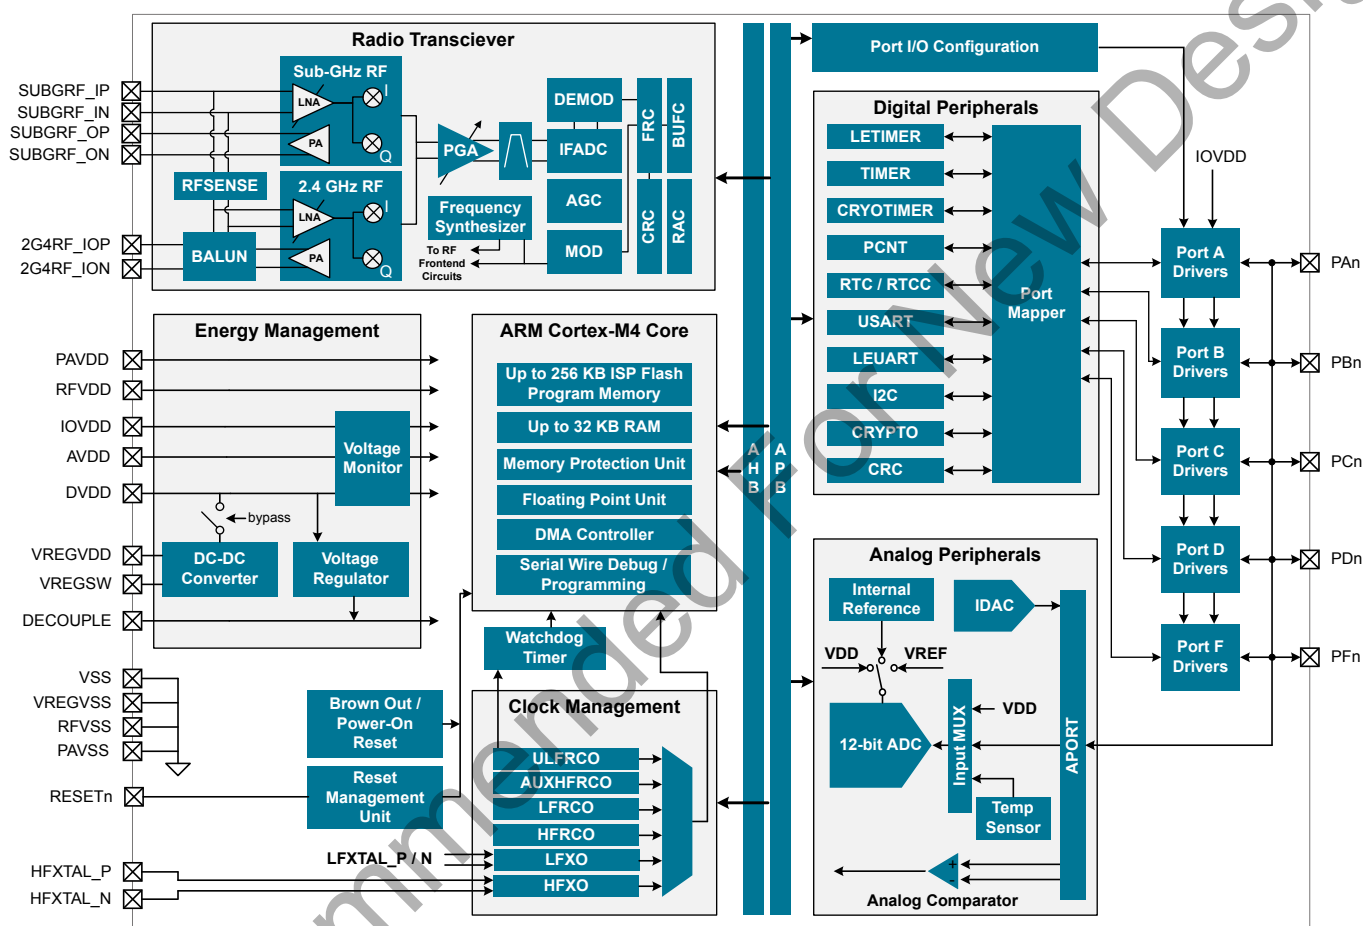 Radio Transciever
SUBGRF_IP
SUBGRF_IN
SUBGRF_OP
SUBGRF_ON
2G4RF_IOP
2G4RF_ION
Sub-GHz RF
LNA
I
PA
Q
RFSENSE
2.4 GHz RF
LNA
I
PA
Q
BALUN
PGA
Frequency
Synthesizer
To RF
Frontend
Circuits
DEMOD
IFADC
AGC
MOD
FRC
BUFC
CRC
RAC
Energy Management
PAVDD
RFVDD
IOVDD
AVDD
DVDD
VREGVDD
VREGSW
DECOUPLE
Voltage
Monitor
bypass
DC-DC
Converter
Voltage
Regulator
VSS
VREGVSS
RFVSS
PAVSS
RESETn
HFXTAL_P
HFXTAL_N
Brown Out /
Power-On
Reset
Reset
Management
Unit
LFXTAL_P / N
ARM Cortex-M4 Core
Up to 256 KB ISP Flash
Program Memory
Up to 32 KB RAM
Memory Protection Unit
Floating Point Unit
DMA Controller
Serial Wire Debug /
Programming
Watchdog
Timer
Clock Management
ULFRCO
AUXHFRCO
LFRCO
HFRCO
LFXO
HFXO
A
H
B
A
P
B
Port I/O Configuration
Digital Peripherals
LETIMER
TIMER
CRYOTIMER
PCNT
RTC / RTCC
USART
LEUART
I2C
CRYPTO
CRC
Port
Mapper
Analog Peripherals
Internal
Reference
IDAC
VDD
VREF
12-bit ADC
Input MUX
VDD
Temp
Sensor
APORT
+
-
Analog Comparator
IOVDD
Port A
Drivers
Port B
Drivers
Port C
Drivers
Port D
Drivers
Port F
Drivers
PAn
PBn
PCn
PDn
PFn
mmended For New Desig